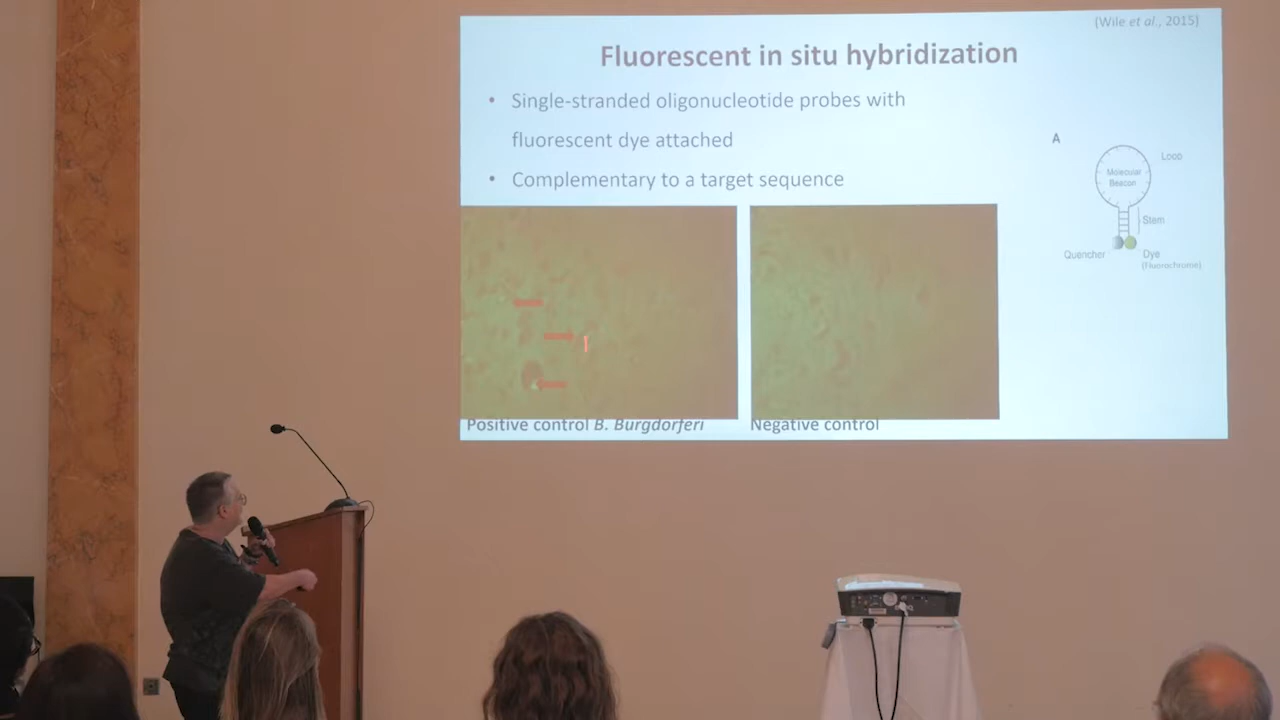 (Wile et al., 2015)
Fluorescent in situ hybridization
• Single-stranded oligonucleotide probes with
fluorescent dye attached
• Complementary to a target sequence
A
Loop
Molecular
Beacon
Stem
Quencher
Dye
(Fluorochrome)
Positive control B. Burgdorferi
Negative control